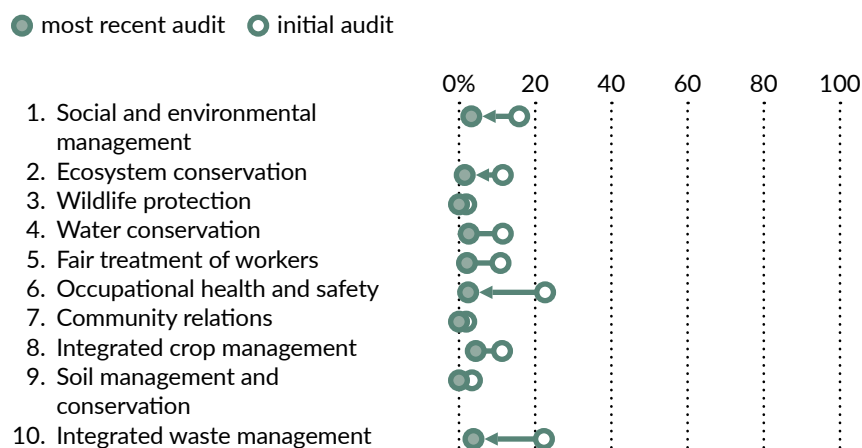 most recent audit initial audit
0% 20 40 60 80 100
1. Social and environmental
management
2. Ecosystem conservation
3. Wildlife protection
4. Water conservation
5. Fair treatment of workers
6. Occupational health and safety
7. Community relations
8. Integrated crop management
9. Soil management and
conservation
10. Integrated waste management